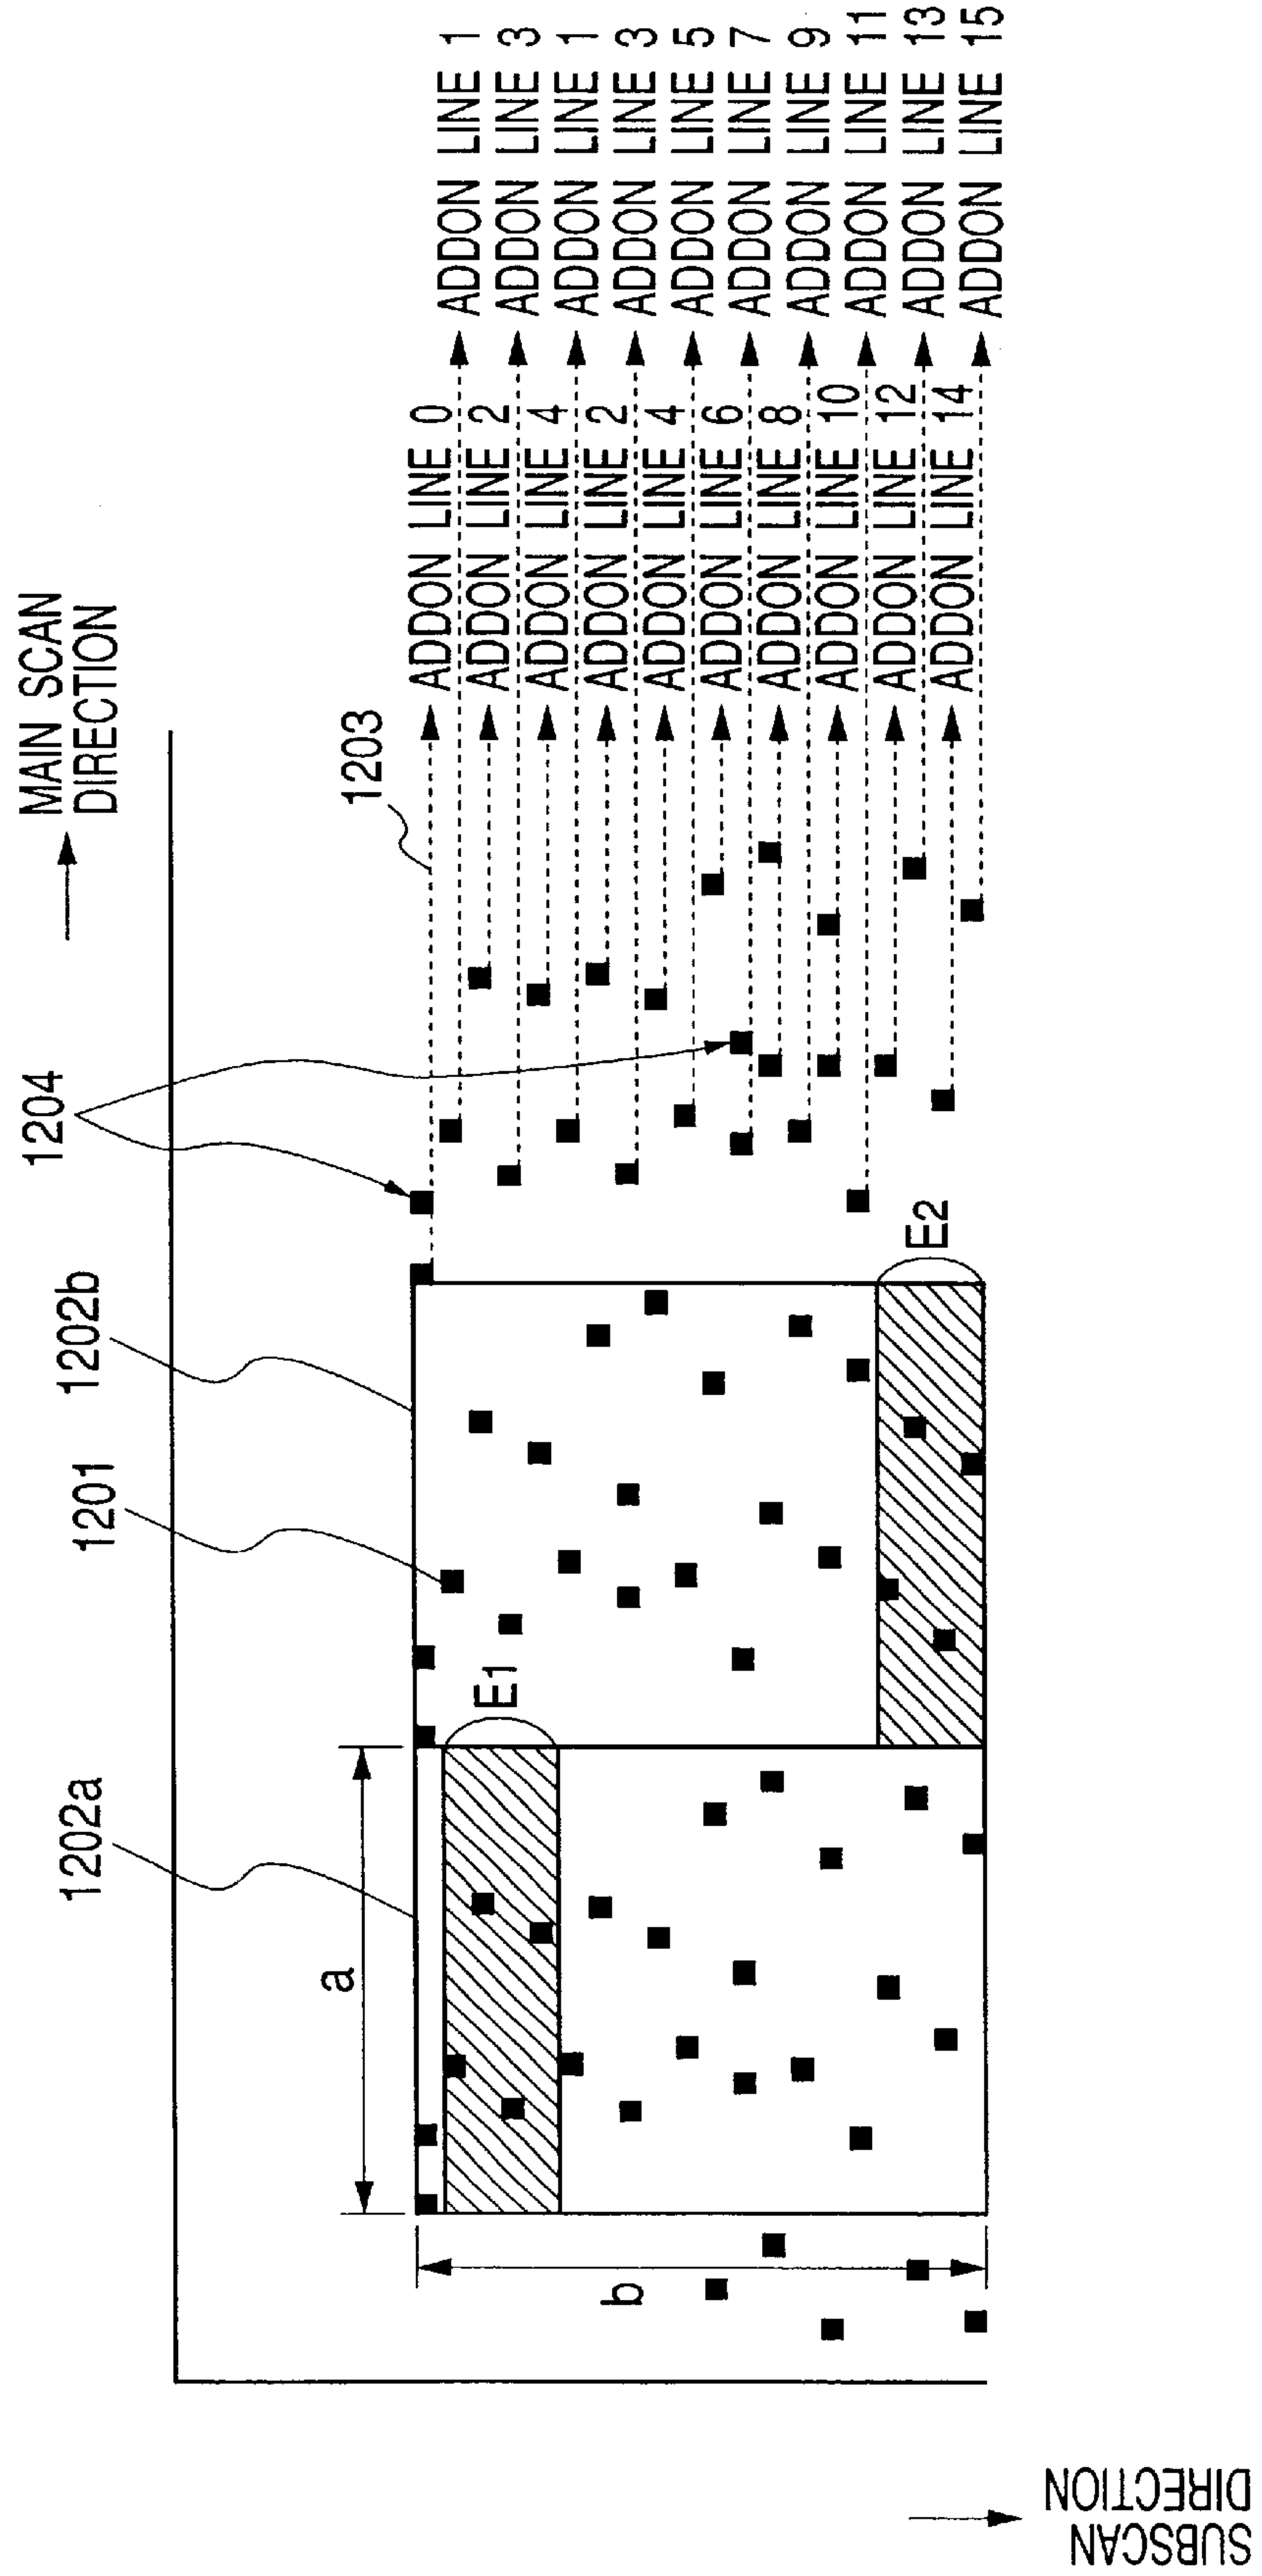 MAIN SCAN
DIRECTION
1202a
1201
1202b
1204
1203
a
b
E1
E2
ADDON LINE 0
ADDON LINE 1
ADDON LINE 2
ADDON LINE 3
ADDON LINE 4
ADDON LINE 1
ADDON LINE 2
ADDON LINE 3
ADDON LINE 4
ADDON LINE 5
ADDON LINE 6
ADDON LINE 7
ADDON LINE 8
ADDON LINE 9
ADDON LINE 10
ADDON LINE 11
ADDON LINE 12
ADDON LINE 13
ADDON LINE 14
ADDON LINE 15
SUBSCAN
DIRECTION